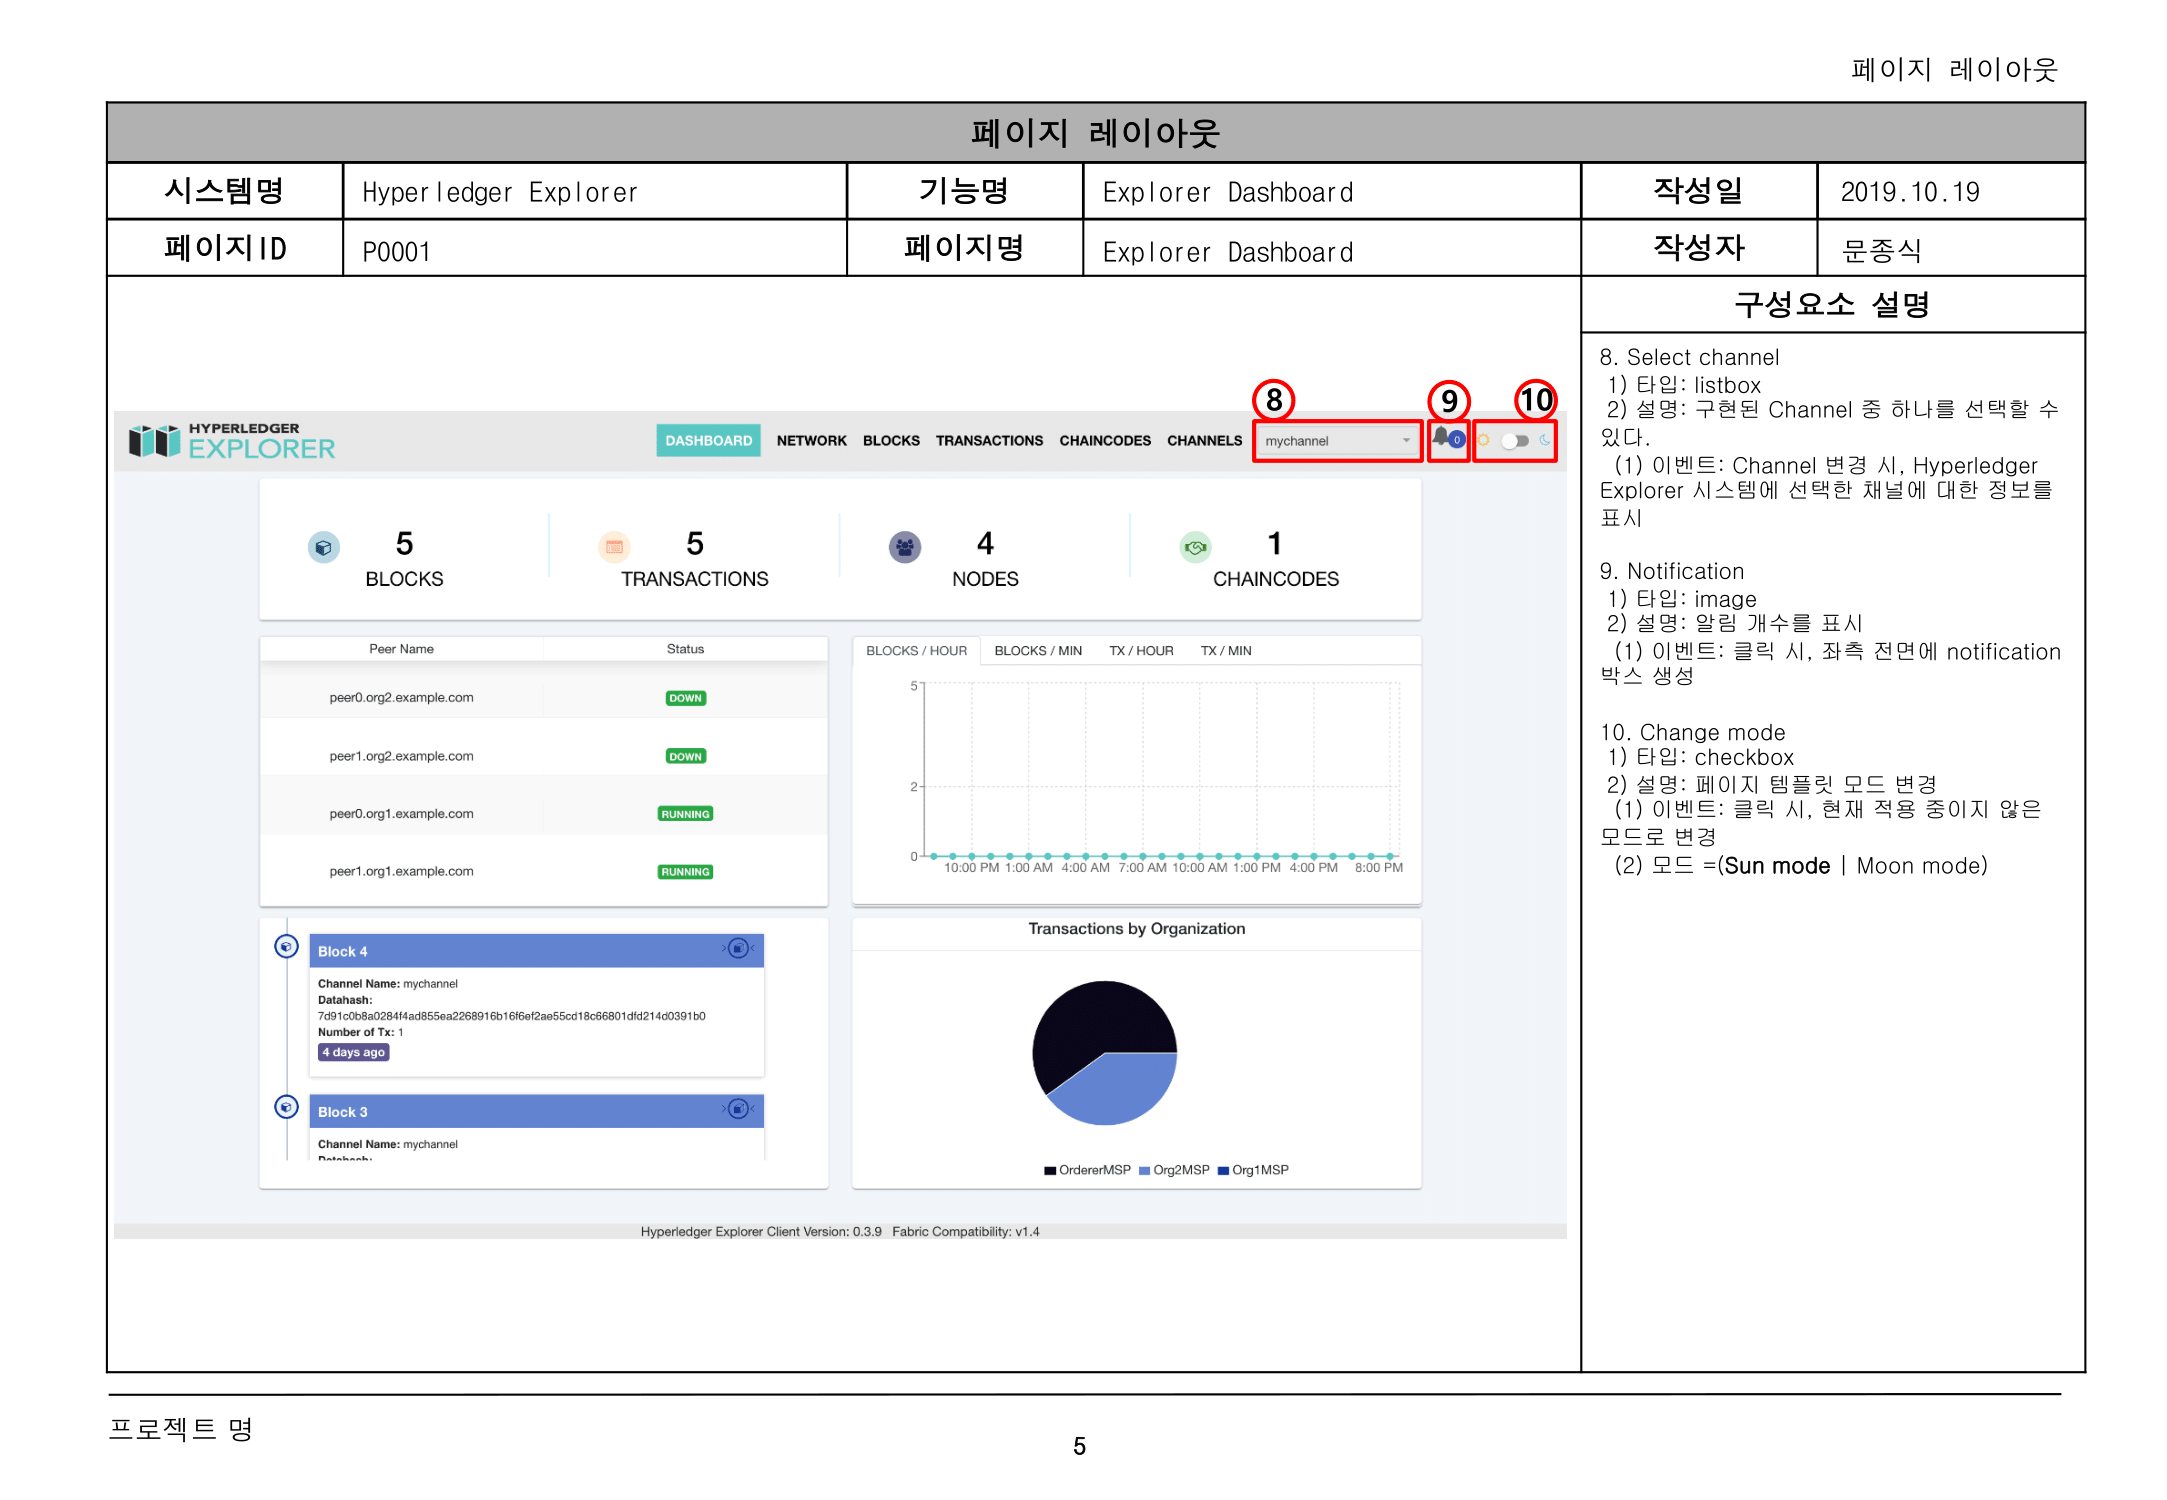 페이지 레이아웃
페이지 레이아웃
시스템명 Hyperledger Explorer 기능명 Explorer Dashboard 작성일 2019.10.19
페이지ID P0001 페이지명 Explorer Dashboard 작성자 문종식
구성요소 설명
8 9 10
HYPERLEDGER
EXPLORER
DASHBOARD NETWORK BLOCKS TRANSACTIONS CHAINCODES CHANNELS mychannel 0
5 5 4 1
BLOCKS TRANSACTIONS NODES CHAINCODES
Peer Name Status
peer0.org2.example.com DOWN
peer1.org2.example.com DOWN
peer0.org1.example.com RUNNING
peer1.org1.example.com RUNNING
BLOCKS / HOUR BLOCKS / MIN TX / HOUR TX / MIN
5
2
0
10:00 PM 1:00 AM 4:00 AM 7:00 AM 10:00 AM 1:00 PM 4:00 PM 8:00 PM
Block 4
Channel Name: mychannel
Datahash:
7d91c0b8a0284f4ad855ea2268916b16f6ef2ae55cd18c66801dfd214d0391b0
Number of Tx: 1
4 days ago
Block 3
Channel Name: mychannel
Datahash:
Transactions by Organization
OrdererMSP Org2MSP Org1MSP
Hyperledger Explorer Client Version: 0.3.9 Fabric Compatibility: v1.4
8. Select channel
1) 타입: listbox
2) 설명: 구현된 Channel 중 하나를 선택할 수
있다.
(1) 이벤트: Channel 변경 시, Hyperledger
Explorer 시스템에 선택한 채널에 대한 정보를
표시
9. Notification
1) 타입: image
2) 설명: 알림 개수를 표시
(1) 이벤트: 클릭 시, 좌측 전면에 notification
박스 생성
10. Change mode
1) 타입: checkbox
2) 설명: 페이지 템플릿 모드 변경
(1) 이벤트: 클릭 시, 현재 적용 중이지 않은
모드로 변경
(2) 모드 =(Sun mode | Moon mode)
프로젝트 명
5